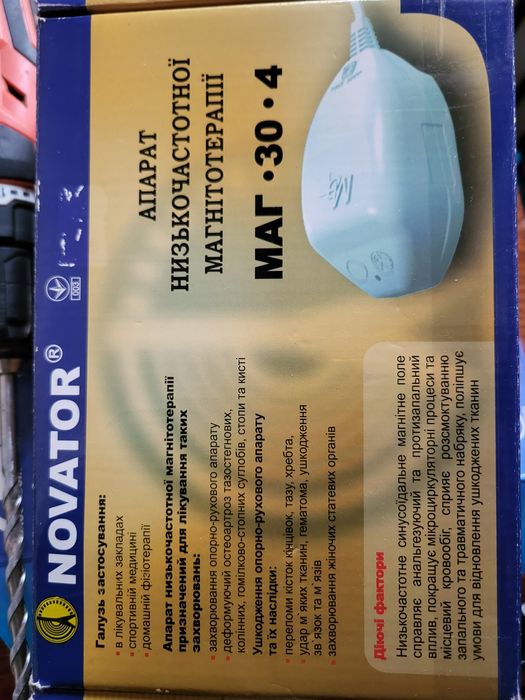 NOVATOR ®
003
АПАРАТ
НИЗЬКОЧАСТОТНОЇ
МАГНІТОТЕРАПІЇ
МАГ •30 • 4
Галузь застосування:
в лікувальних закладах
спортивній медицині
домашній фізіотерапії
Апарат низькочастотної магнітотерапії
призначений для лікування таких
захворювань:
захворювання опорно-рухового апарату
деформуючий остеоартроз тазостегнових,
колінних, гомілково-стопних суглобів, стопи та кисті
Ушкодження опорно-рухового апарату
та їх наслідки:
переломи кісток кінцівок, тазу, хребта,
удар м'яких тканин, гематома, ушкодження
зв'язок та м'язів
захворювання жіночих статевих органів
Діючі фактори
Низькочастотне синусоїдальне магнітне поле
справляє анальгезуючий та протизапальний
вплив, покращує мікроциркуляторні процеси та
місцевий кровообіг, сприяє розсмоктуванню
запального та травматичного набряку, поліпшує
умови для відновлення ушкоджених тканин